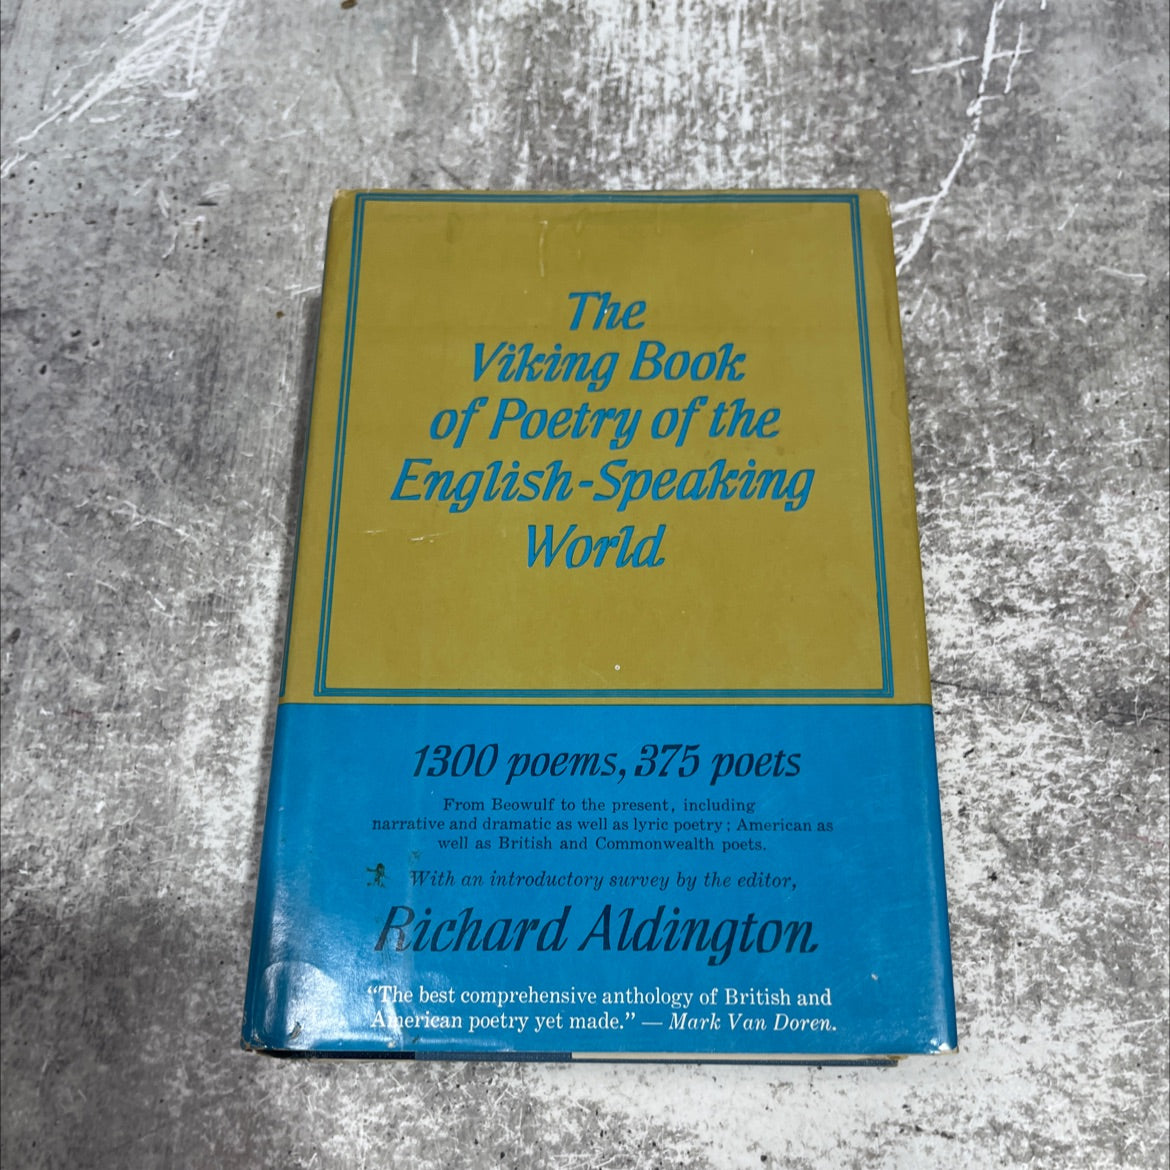 The
Viking Book
of Poetry of the
English-Speaking
World
1300 poems, 375 poets
From Beowulf to the present, including
narrative and dramatic as well as lyric poetry; American as
well as British and Commonwealth poets.
With an introductory survey by the editor,
Richard Aldington.
“The best comprehensive anthology of British and
American poetry yet made.” — Mark Van Doren.